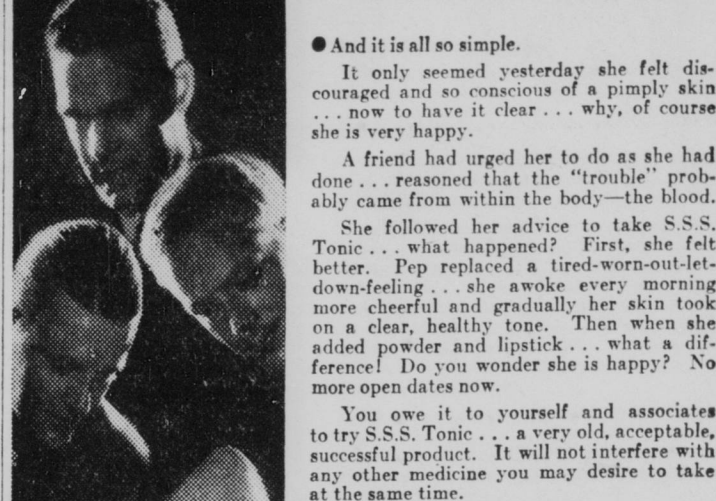 ● And it is all so simple.
It only seemed yesterday she felt dis-
couraged and so conscious of a pimply skin
... now to have it clear ... why, of course
she is very happy.
A friend had urged her to do as she had
done ... reasoned that the "trouble" prob-
ably came from within the body—the blood.
She followed her advice to take S.S.S.
Tonic ... what happened? First, she felt
better. Pep replaced a tired-worn-out-let-
down-feeling ... she awoke every morning
more cheerful and gradually her skin took
on a clear, healthy tone. Then when she
added powder and lipstick ... what a dif-
ference! Do you wonder she is happy? No
more open dates now.
You owe it to yourself and associates
to try S.S.S. Tonic ... a very old, acceptable,
successful product. It will not interfere with
any other medicine you may desire to take
at the same time.